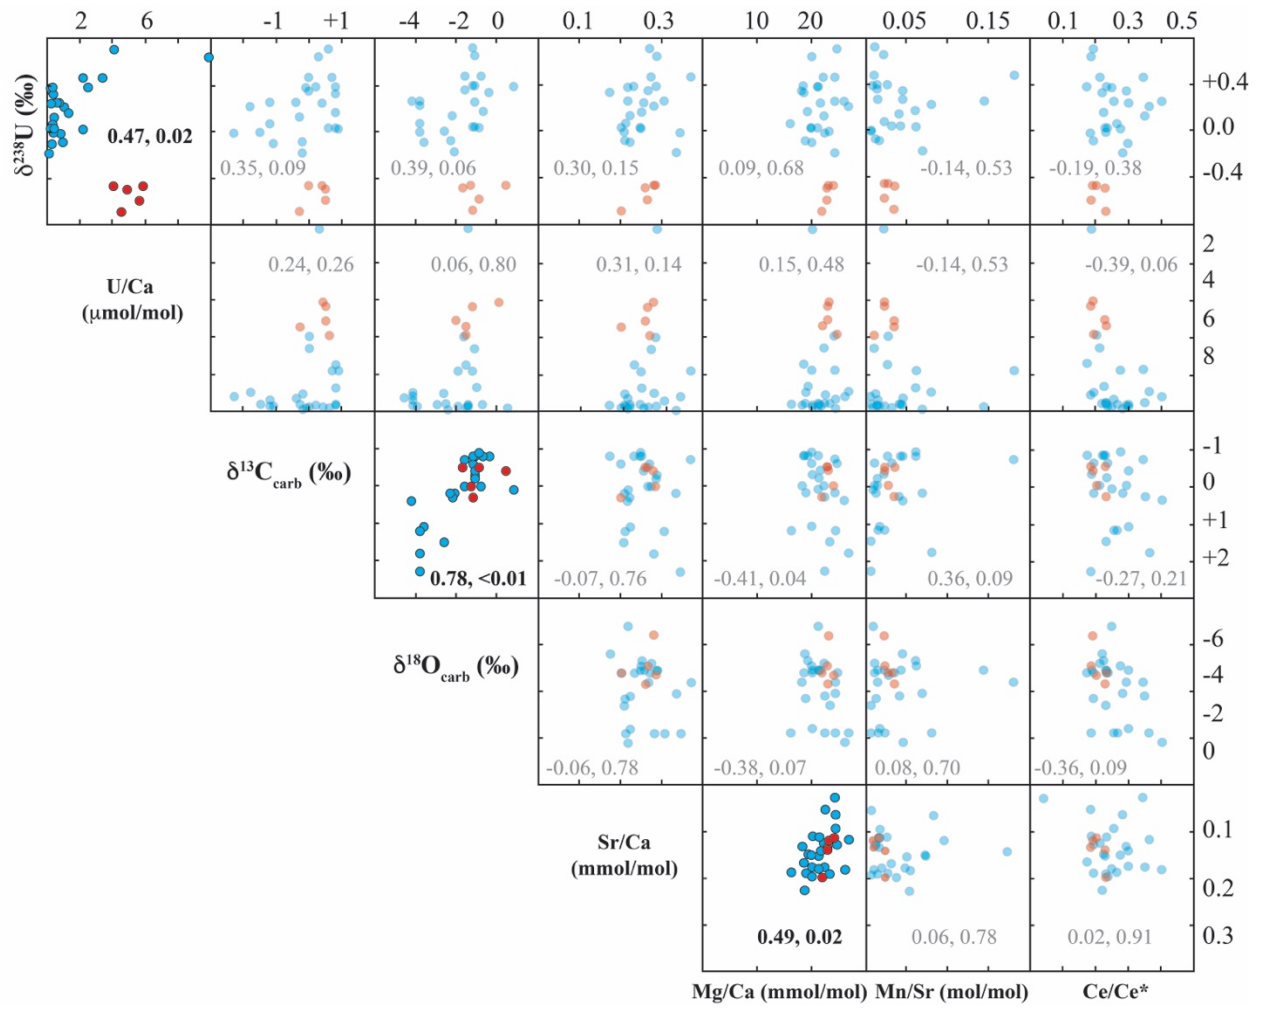 2 6 -1 +1 -4 -2 0 0.1 0.3 10 20 0.05 0.15 0.1 0.3 0.5
δ²³⁸U (‰)
+0.4
0.0
-0.4
0.47, 0.02
0.35, 0.09 0.39, 0.06 0.30, 0.15 0.09, 0.68 -0.14, 0.53 -0.19, 0.38
U/Ca
(μmol/mol)
0.24, 0.26 0.06, 0.80 0.31, 0.14 0.15, 0.48 -0.14, 0.53 -0.39, 0.06
2
4
6
8
δ¹³Ccarb (‰)
-1
0
+1
+2
0.78, <0.01 -0.07, 0.76 -0.41, 0.04 0.36, 0.09 -0.27, 0.21
δ¹⁸Ocarb (‰)
-6
-4
-2
0
-0.06, 0.78 -0.38, 0.07 0.08, 0.70 -0.36, 0.09
Sr/Ca
(mmol/mol)
0.1
0.2
0.3
0.49, 0.02 0.06, 0.78 0.02, 0.91
Mg/Ca (mmol/mol) Mn/Sr (mol/mol) Ce/Ce*